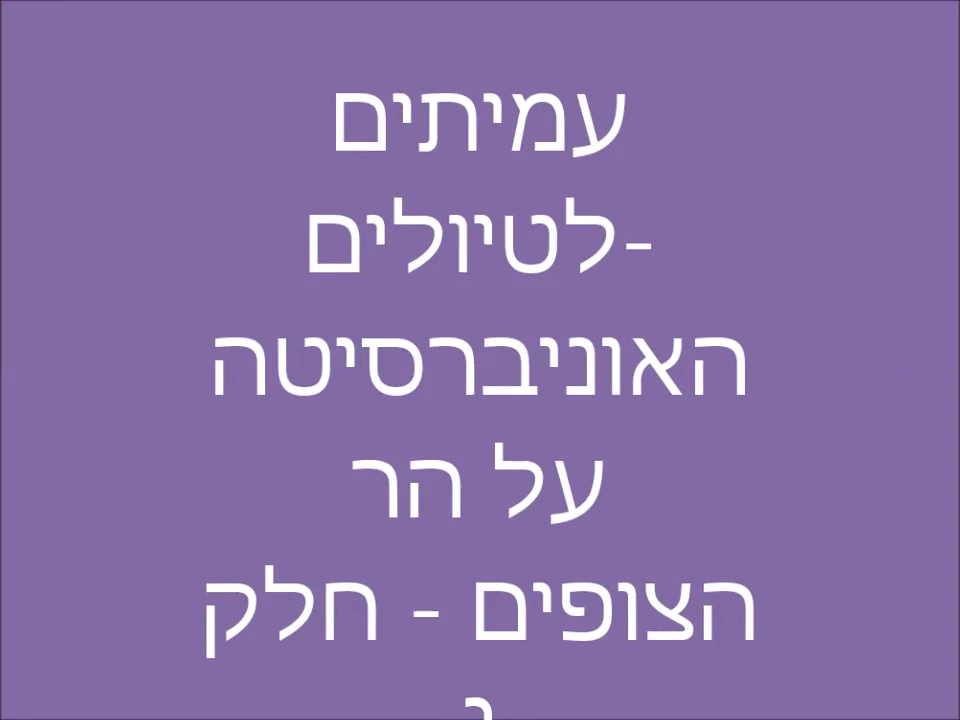 עמיתים
-לטיולים
האוניברסיטה
על הר
הצופים - חלק